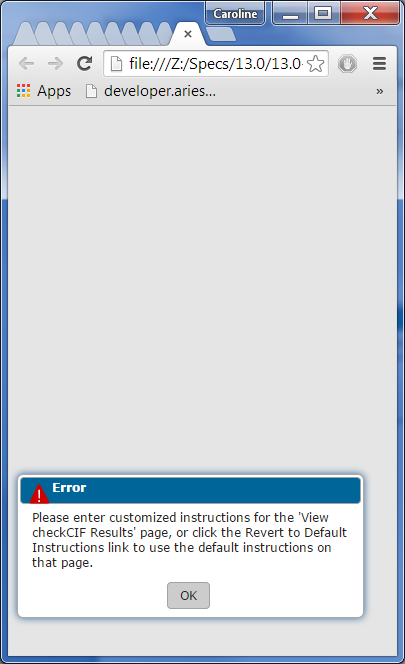 Caroline
file:///Z:/Specs/13.0/13.0-
Apps
developer.aries...
»
Error
Please enter customized instructions for the 'View
checkCIF Results' page, or click the Revert to Default
Instructions link to use the default instructions on
that page.
OK